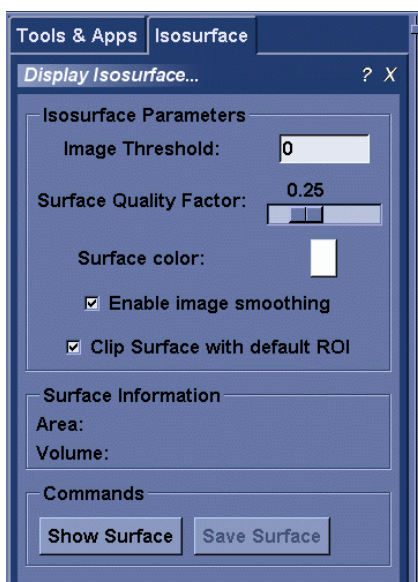 Tools & Apps Isosurface
Display Isosurface... ? X
Isosurface Parameters
Image Threshold: 0
0.25
Surface Quality Factor:
Surface color:
Enable image smoothing
Clip Surface with default ROI
Surface Information
Area:
Volume:
Commands
Show Surface Save Surface